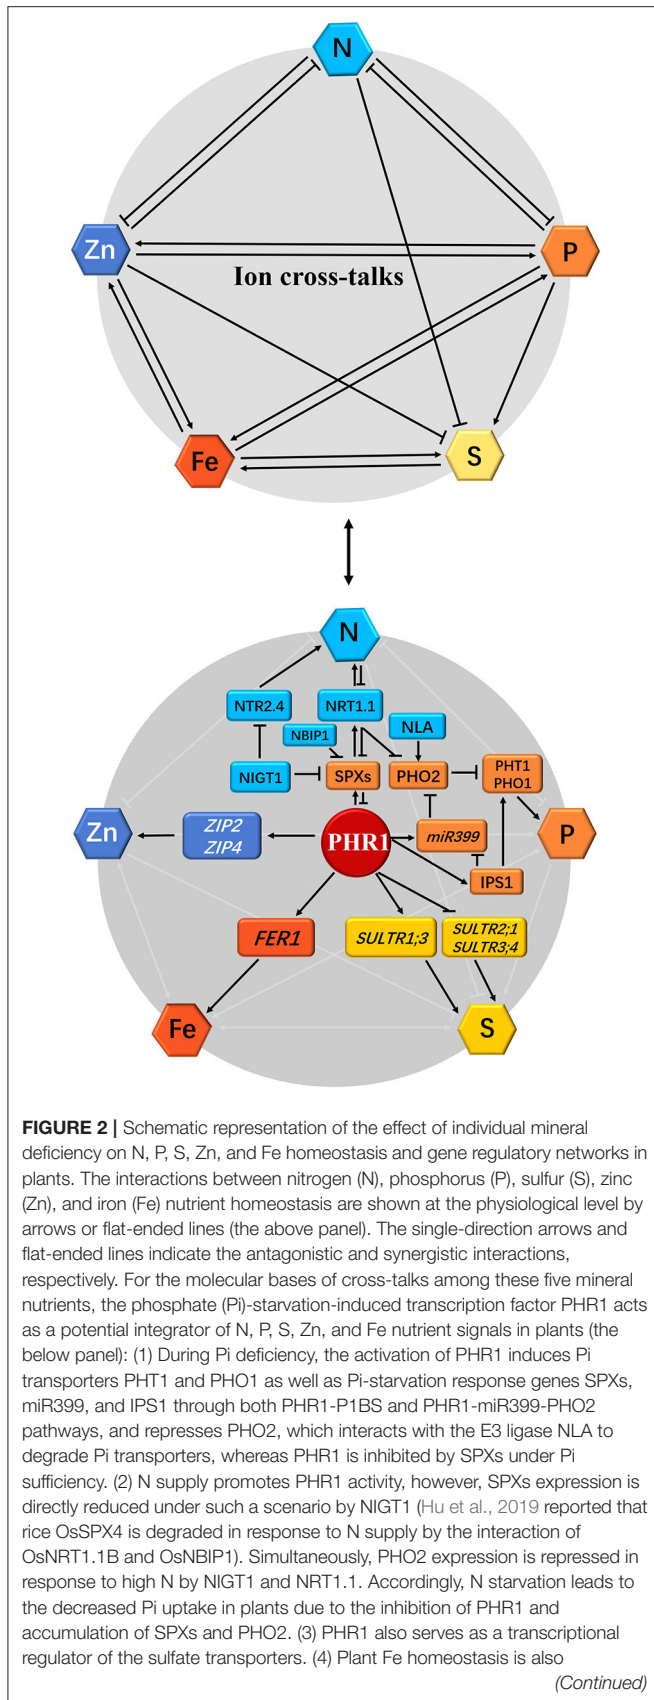 N
Zn
P
Ion cross-talks
Fe
S
N
NTR2.4
NRT1.1
NLA
NBIP1
NIGT1
SPXs
PHO2
PHT1
PHO1
Zn
ZIP2
ZIP4
PHR1
miR399
P
IPS1
FER1
SULTR1;3
SULTR2;1
SULTR3;4
Fe
S
FIGURE 2 | Schematic representation of the effect of individual mineral
deficiency on N, P, S, Zn, and Fe homeostasis and gene regulatory networks in
plants. The interactions between nitrogen (N), phosphorus (P), sulfur (S), zinc
(Zn), and iron (Fe) nutrient homeostasis are shown at the physiological level by
arrows or flat-ended lines (the above panel). The single-direction arrows and
flat-ended lines indicate the antagonistic and synergistic interactions,
respectively. For the molecular bases of cross-talks among these five mineral
nutrients, the phosphate (Pi)-starvation-induced transcription factor PHR1 acts
as a potential integrator of N, P, S, Zn, and Fe nutrient signals in plants (the
below panel): (1) During Pi deficiency, the activation of PHR1 induces Pi
transporters PHT1 and PHO1 as well as Pi-starvation response genes SPXs,
miR399, and IPS1 through both PHR1-P1BS and PHR1-miR399-PHO2
pathways, and represses PHO2, which interacts with the E3 ligase NLA to
degrade Pi transporters, whereas PHR1 is inhibited by SPXs under Pi
sufficiency. (2) N supply promotes PHR1 activity, however, SPXs expression is
directly reduced under such a scenario by NIGT1 (Hu et al., 2019 reported that
rice OsSPX4 is degraded in response to N supply by the interaction of
OsNRT1.1B and OsNBIP1). Simultaneously, PHO2 expression is repressed in
response to high N by NIGT1 and NRT1.1. Accordingly, N starvation leads to
the decreased Pi uptake in plants due to the inhibition of PHR1 and
accumulation of SPXs and PHO2. (3) PHR1 also serves as a transcriptional
regulator of the sulfate transporters. (4) Plant Fe homeostasis is also
(Continued)